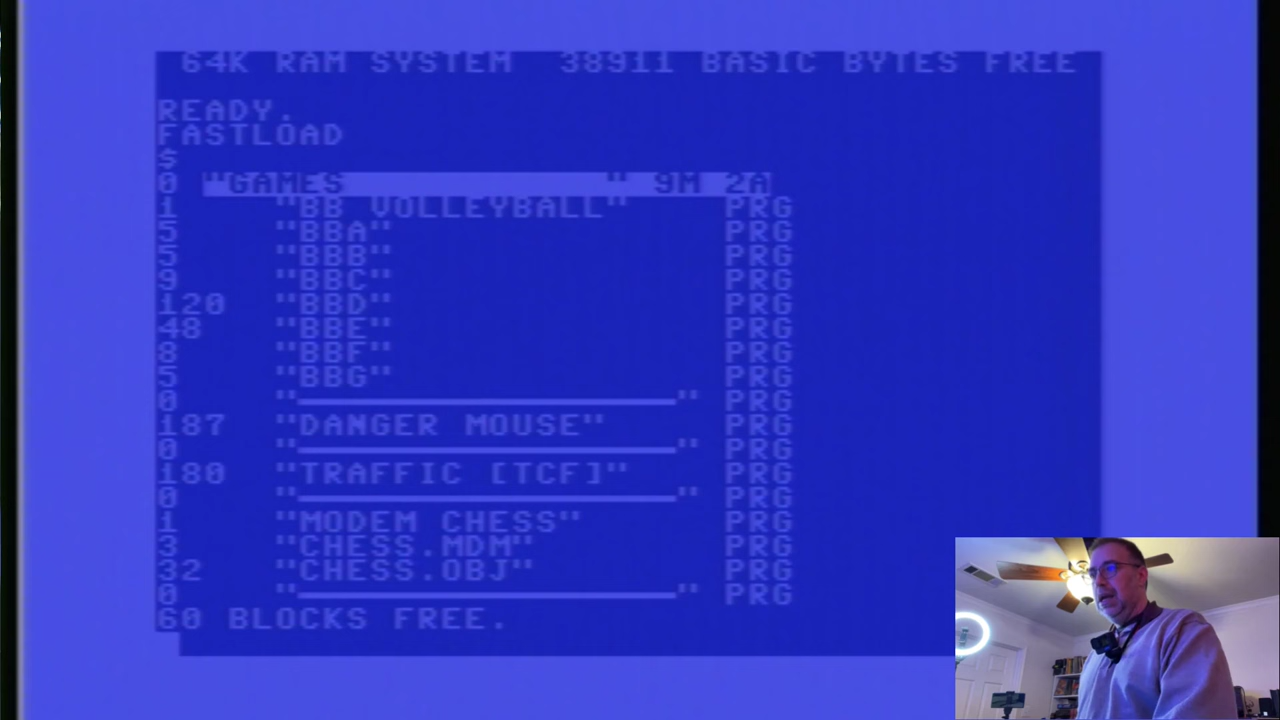 64K RAM SYSTEM  38911 BASIC BYTES FREE
READY.
FASTLOAD
$
0 "GAMES           " 9M 2A
1    "BB VOLLEYBALL"    PRG
5    "BBA"              PRG
5    "BBB"              PRG
9    "BBC"              PRG
120  "BBD"              PRG
48   "BBE"              PRG
8    "BBF"              PRG
5    "BBG"              PRG
0    "────────────────" PRG
187  "DANGER MOUSE"     PRG
0    "────────────────" PRG
180  "TRAFFIC [TCF]"    PRG
0    "────────────────" PRG
1    "MODEM CHESS"      PRG
3    "CHESS.MDM"        PRG
32   "CHESS.OBJ"        PRG
0    "────────────────" PRG
60 BLOCKS FREE.